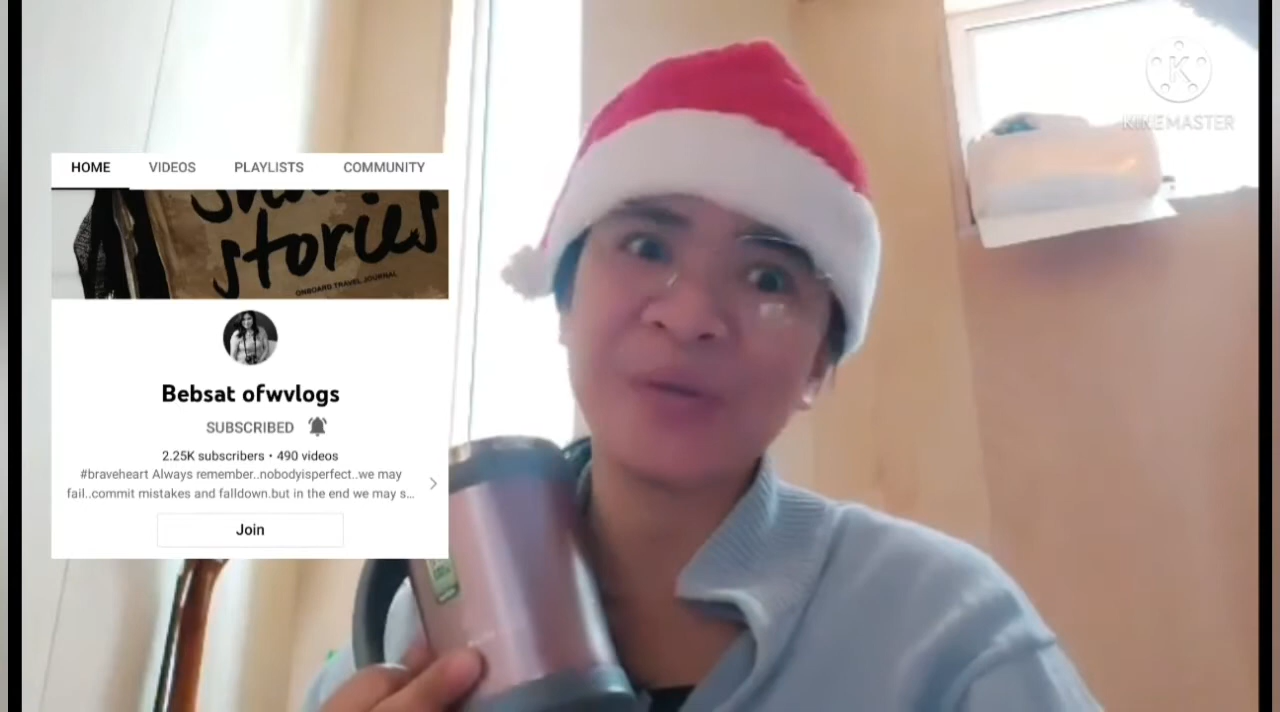 HOME VIDEOS PLAYLISTS COMMUNITY
stories
ONBOARD TRAVEL JOURNAL
Bebsat ofwvlogs
SUBSCRIBED
2.25K subscribers • 490 videos
#braveheart Always remember..nobodyisperfect..we may
fail..commit mistakes and falldown.but in the end we may s...
Join
K
KINEMASTER